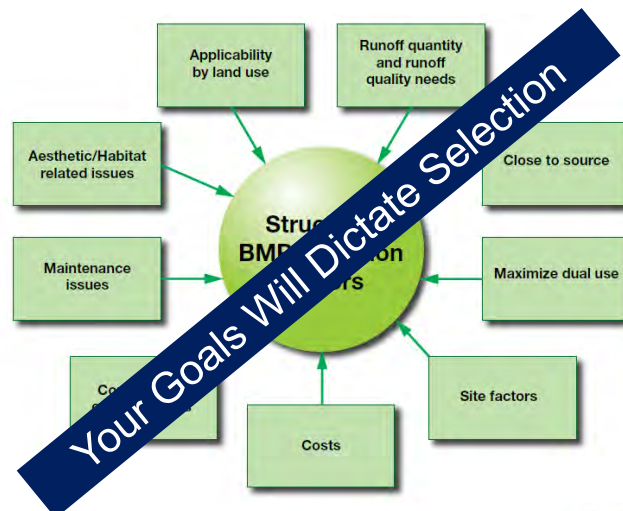 Applicability
by land use
Runoff quantity
and runoff
quality needs
Aesthetic/Habitat
related issues
Close to source
Maintenance
issues
Maximize dual use
Site factors
Costs
BMP
Your Goals Will Dictate Selection